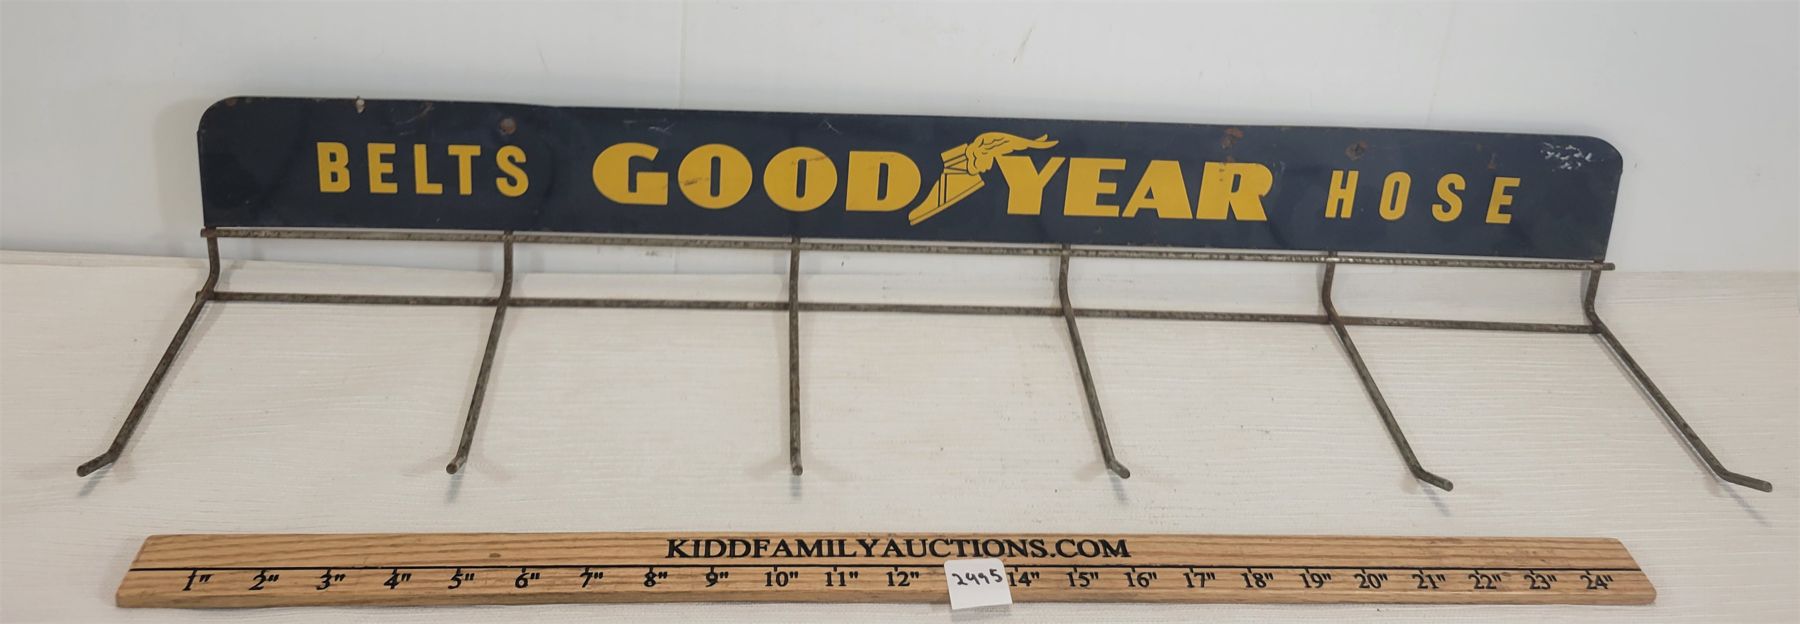 BELTS GOODYEAR HOSE
KIDDFAMILYAUCTIONS.COM
1" 2" 3" 4" 5" 6" 7" 8" 9" 10" 11" 12" 14" 15" 16" 17" 18" 19" 20" 21" 22" 23" 24"
2495